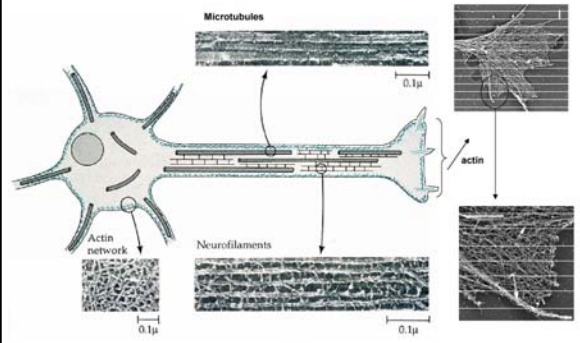 Microtubules
0.1μ
actin
Actin
network
Neurofilaments
0.1μ
0.1μ